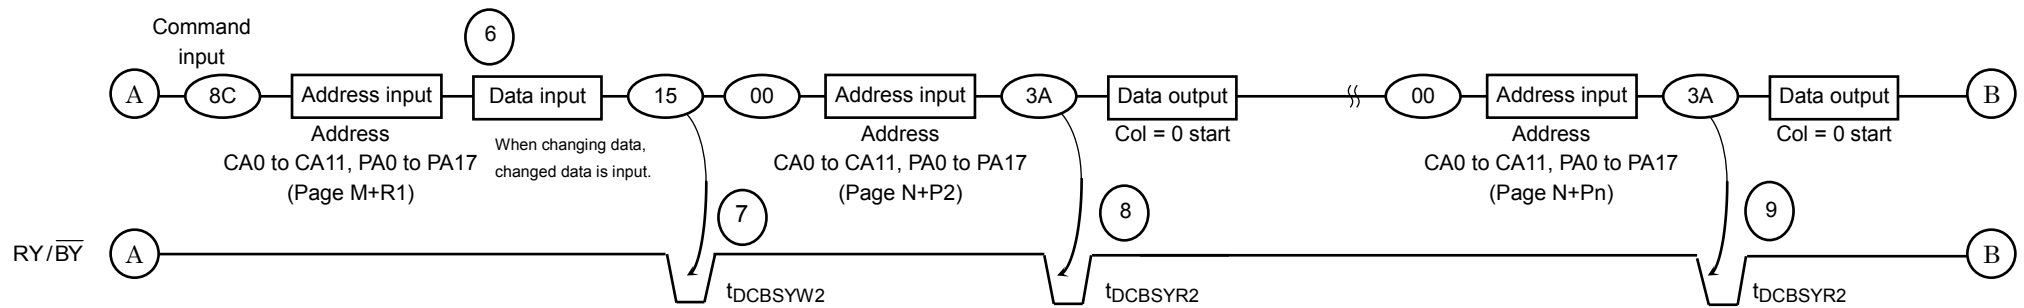 Command
input
6
A
8C
Address input
Data input
15
00
Address input
3A
Data output
00
Address input
3A
Data output
B
Address
CA0 to CA11, PA0 to PA17
(Page M+R1)
When changing data,
changed data is input.
Address
CA0 to CA11, PA0 to PA17
(Page N+P2)
Col = 0 start
Address
CA0 to CA11, PA0 to PA17
(Page N+Pn)
Col = 0 start
7
8
9
RY/BY
A
B
tDCBSYW2
tDCBSYR2
tDCBSYR2